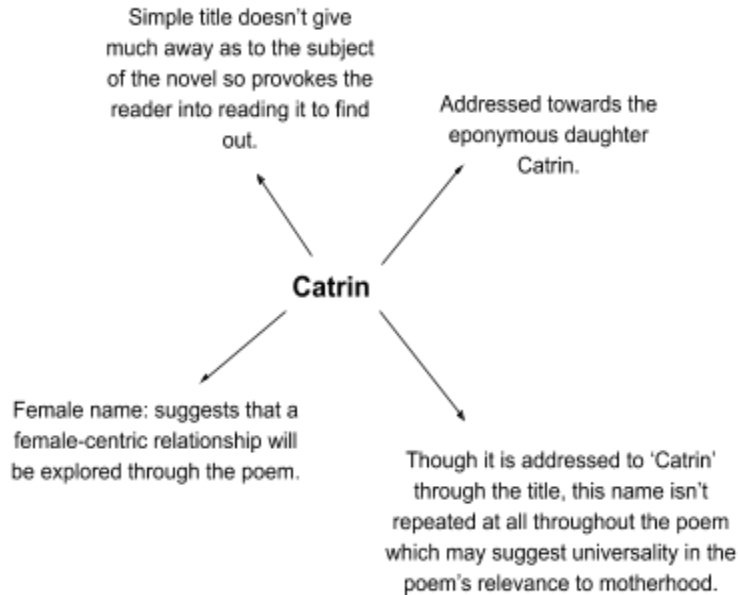 Simple title doesn't give
much away as to the subject
of the novel so provokes the
reader into reading it to find
out.
Addressed towards the
eponymous daughter
Catrin.
Catrin
Female name: suggests that a
female-centric relationship will
be explored through the poem.
Though it is addressed to ‘Catrin’
through the title, this name isn't
repeated at all throughout the poem
which may suggest universality in the
poem's relevance to motherhood.